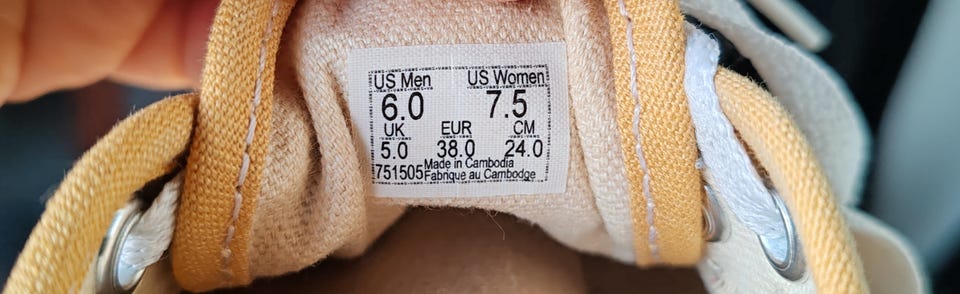 US Men US Women
6.0 7.5
UK EUR CM
5.0 38.0 24.0
751505 Made in Cambodia
Fabrique au Cambodge